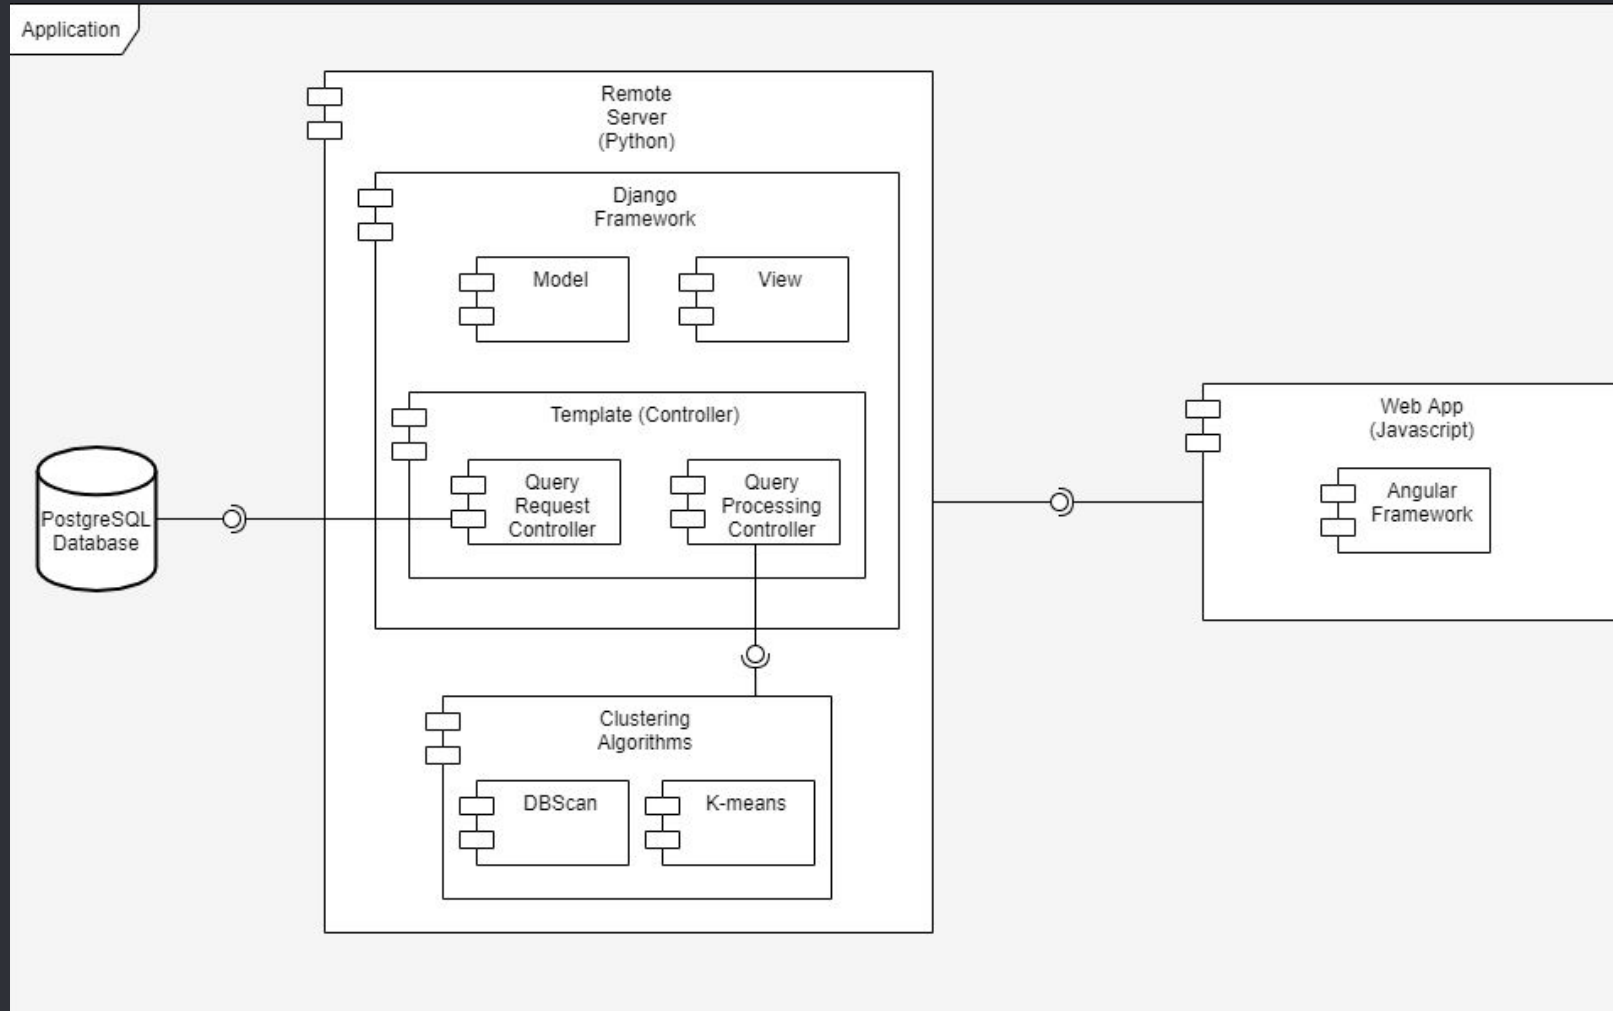 Application
Remote
Server
(Python)
Django
Framework
Model
View
Template (Controller)
Query
Request
Controller
Query
Processing
Controller
PostgreSQL
Database
Clustering
Algorithms
DBScan
K-means
Web App
(Javascript)
Angular
Framework